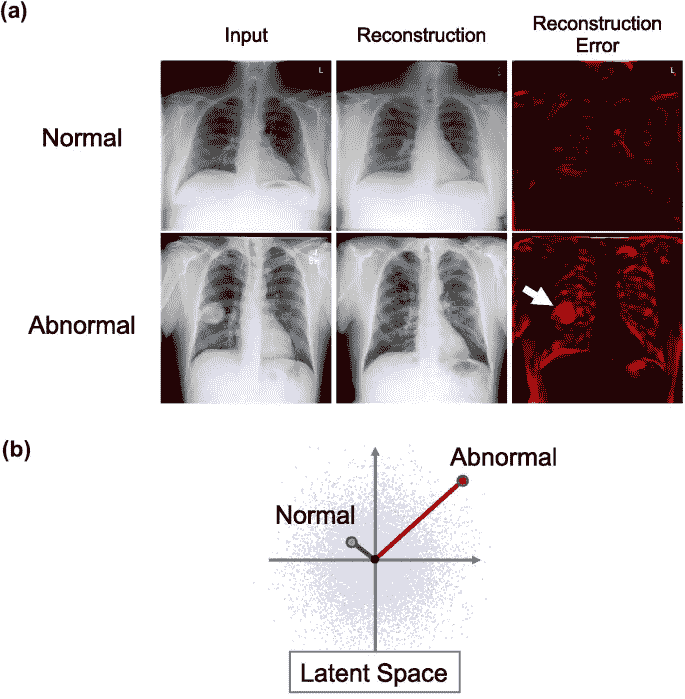 (a)
Input
Reconstruction
Reconstruction
Error
Normal
L
L
Abnormal
(b)
Abnormal
Normal
Latent Space